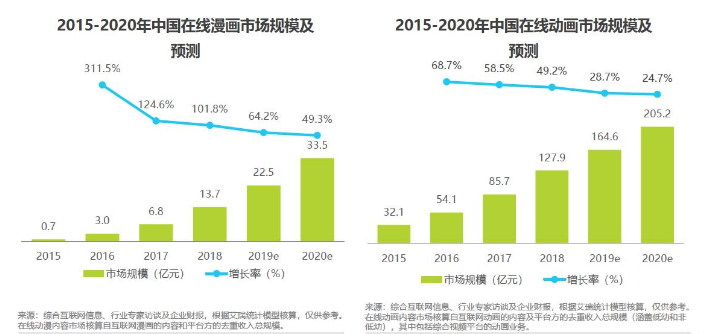 2015-2020年中国在线漫画市场规模及
预测
311.5%
124.6%
101.8%
64.2%
49.3%
0.7
3.0
6.8
13.7
22.5
33.5
2015 2016 2017 2018 2019e 2020e
市场规模（亿元） 增长率（%）
来源：综合互联网信息、行业专家访谈及企业财报，根据艾瑞统计模型核算，仅供参考。
在线动漫内容市场核算自互联网漫画的内容和平台方的去重收入总规模。
2015-2020年中国在线动画市场规模及
预测
68.7%
58.5%
49.2%
28.7%
24.7%
32.1
54.1
85.7
127.9
164.6
205.2
2015 2016 2017 2018 2019e 2020e
市场规模（亿元） 增长率（%）
来源：综合互联网信息、行业专家访谈及企业财报，根据艾瑞统计模型核算，仅供参考。
在线动画内容市场核算自互联网动画的内容及平台方的去重收入总规模（涵盖低幼和非
低幼），其中包括综合视频平台的动画业务。